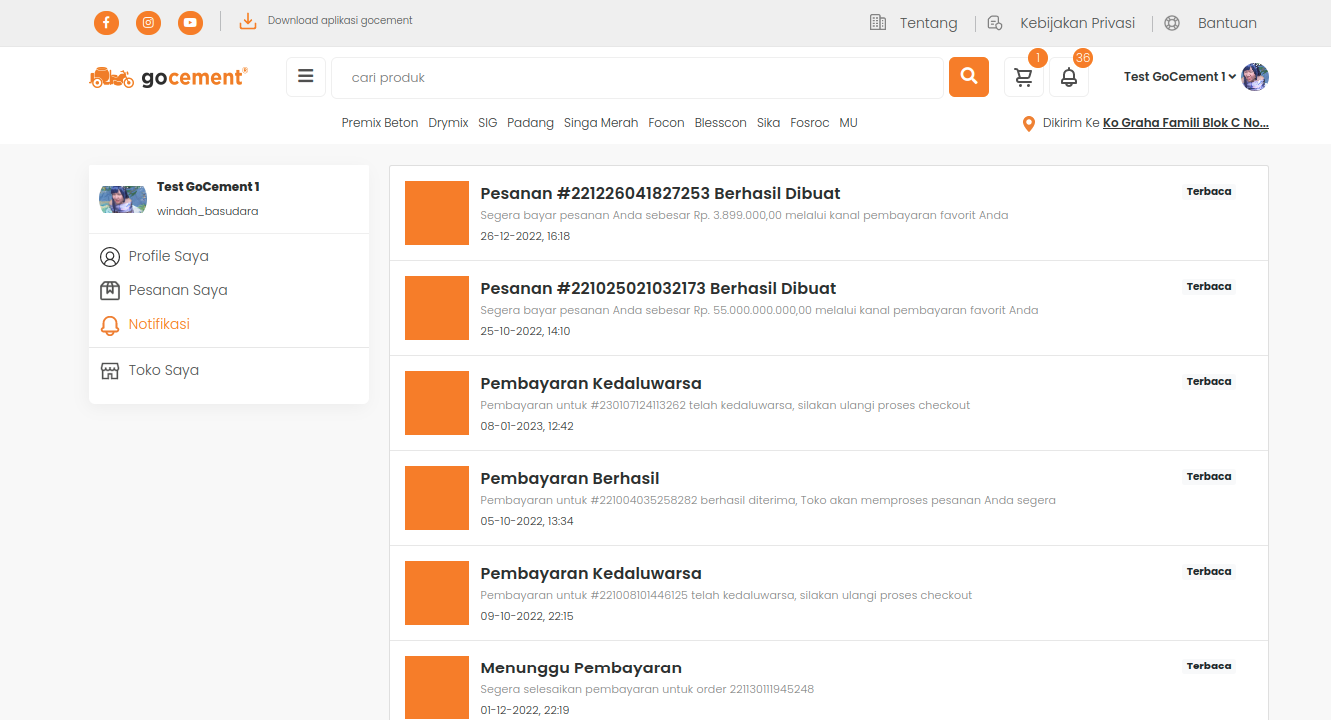 Download aplikasi gocement
Tentang
Kebijakan Privasi
Bantuan
gocement®
cari produk
1
36
Test GoCement 1
Premix Beton Drymix SIG Padang Singa Merah Focon Blesscon Sika Fosroc MU
Dikirim Ke Ko Graha Famili Blok C No...
Test GoCement 1
windah_basudara
Profile Saya
Pesanan Saya
Notifikasi
Toko Saya
Pesanan #221226041827253 Berhasil Dibuat
Terbaca
Segera bayar pesanan Anda sebesar Rp. 3.899.000,00 melalui kanal pembayaran favorit Anda
26-12-2022, 16:18
Pesanan #221025021032173 Berhasil Dibuat
Terbaca
Segera bayar pesanan Anda sebesar Rp. 55.000.000.000,00 melalui kanal pembayaran favorit Anda
25-10-2022, 14:10
Pembayaran Kedaluwarsa
Terbaca
Pembayaran untuk #230107124113262 telah kedaluwarsa, silakan ulangi proses checkout
08-01-2023, 12:42
Pembayaran Berhasil
Terbaca
Pembayaran untuk #221004035258282 berhasil diterima, Toko akan memproses pesanan Anda segera
05-10-2022, 13:34
Pembayaran Kedaluwarsa
Terbaca
Pembayaran untuk #221008101446125 telah kedaluwarsa, silakan ulangi proses checkout
09-10-2022, 22:15
Menunggu Pembayaran
Terbaca
Segera selesaikan pembayaran untuk order 221130111945248
01-12-2022, 22:19